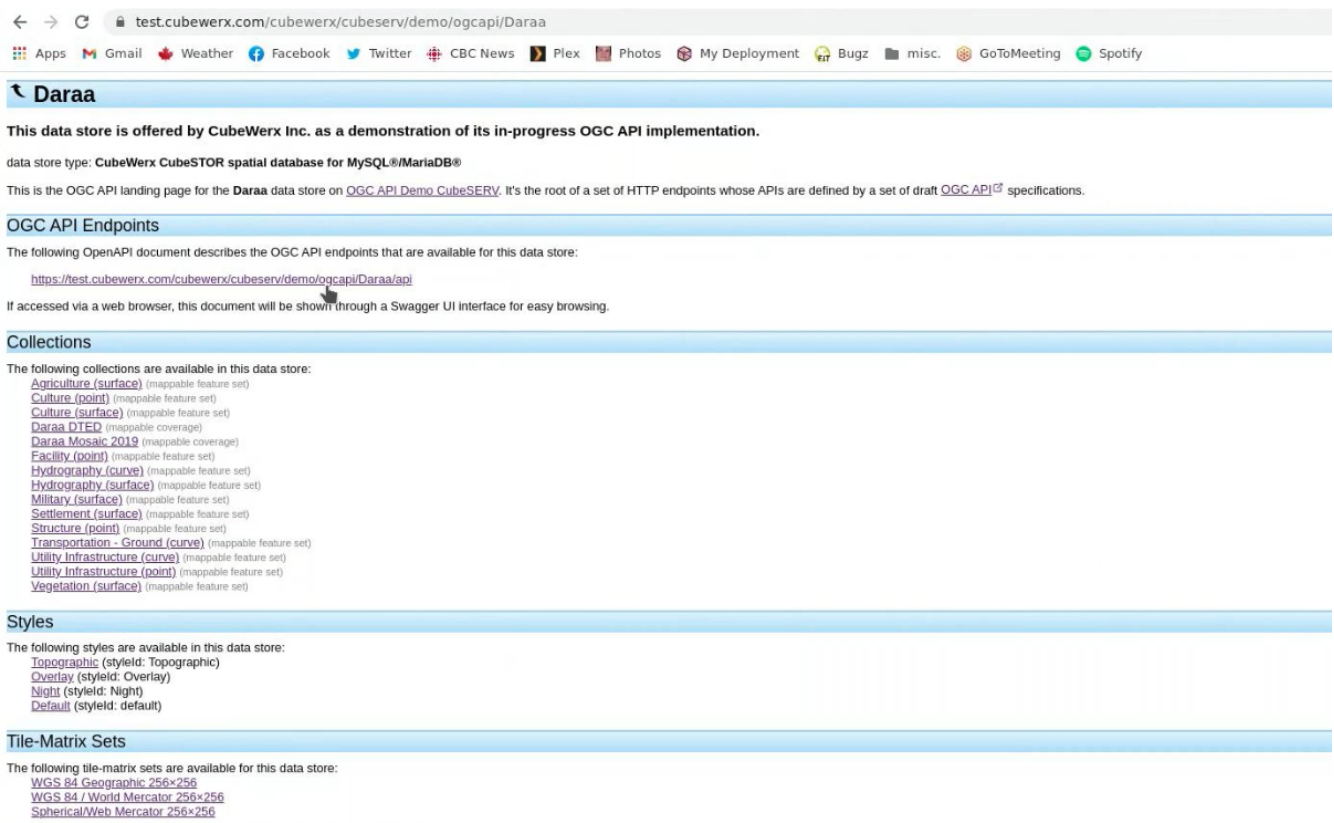 test.cubewerx.com/cubewerx/cubeserv/demo/ogcapi/Daraa
Apps Gmail Weather Facebook Twitter CBC News Plex Photos My Deployment Bugz misc. GoToMeeting Spotify
Daraa
This data store is offered by CubeWerx Inc. as a demonstration of its in-progress OGC API implementation.
data store type: CubeWerx CubeSTOR spatial database for MySQL®/MariaDB®
This is the OGC API landing page for the Daraa data store on OGC API Demo CubeSERV. It's the root of a set of HTTP endpoints whose APIs are defined by a set of draft OGC API specifications.
OGC API Endpoints
The following OpenAPI document describes the OGC API endpoints that are available for this data store:
https://test.cubewerx.com/cubewerx/cubeserv/demo/ogcapi/Daraa/api
If accessed via a web browser, this document will be shown through a Swagger UI interface for easy browsing.
Collections
The following collections are available in this data store:
Agriculture (surface) (mappable feature set)
Culture (point) (mappable feature set)
Culture (surface) (mappable feature set)
Daraa DTED (mappable coverage)
Daraa Mosaic 2019 (mappable coverage)
Facility (point) (mappable feature set)
Hydrography (curve) (mappable feature set)
Hydrography (surface) (mappable feature set)
Military (surface) (mappable feature set)
Settlement (surface) (mappable feature set)
Structure (point) (mappable feature set)
Transportation - Ground (curve) (mappable feature set)
Utility Infrastructure (curve) (mappable feature set)
Utility Infrastructure (point) (mappable feature set)
Vegetation (surface) (mappable feature set)
Styles
The following styles are available in this data store:
Topographic (styleId: Topographic)
Overlay (styleId: Overlay)
Night (styleId: Night)
Default (styleId: default)
Tile-Matrix Sets
The following tile-matrix sets are available for this data store:
WGS 84 Geographic 256×256
WGS 84 / World Mercator 256×256
Spherical/Web Mercator 256×256